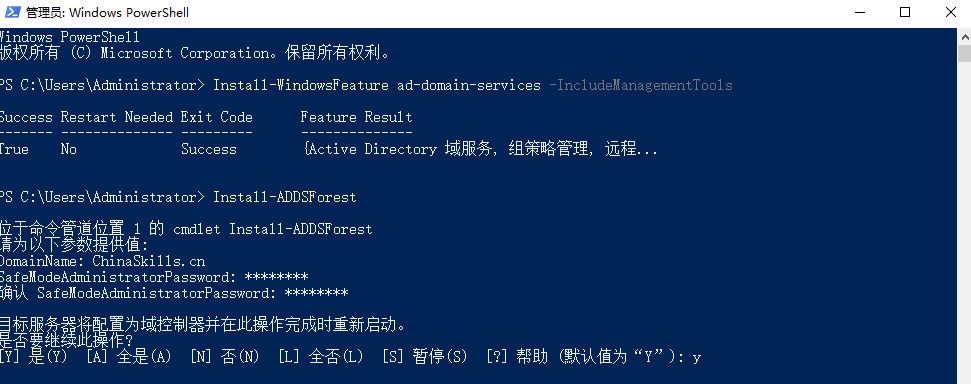 管理员: Windows PowerShell
Windows PowerShell
版权所有 (C) Microsoft Corporation。保留所有权利。
PS C:\Users\Administrator> Install-WindowsFeature ad-domain-services -IncludeManagementTools
Success Restart Needed Exit Code      Feature Result
------- -------------- ---------      --------------
True    No             Success        {Active Directory 域服务, 组策略管理, 远程...
PS C:\Users\Administrator> Install-ADDSForest
位于命令管道位置 1 的 cmdlet Install-ADDSForest
请为以下参数提供值:
DomainName: ChinaSkills.cn
SafeModeAdministratorPassword: ********
确认 SafeModeAdministratorPassword: ********
目标服务器将配置为域控制器并在此操作完成时重新启动。
是否要继续此操作?
[Y] 是(Y)  [A] 全是(A)  [N] 否(N)  [L] 全否(L)  [S] 暂停(S)  [?] 帮助 (默认值为“Y”): y